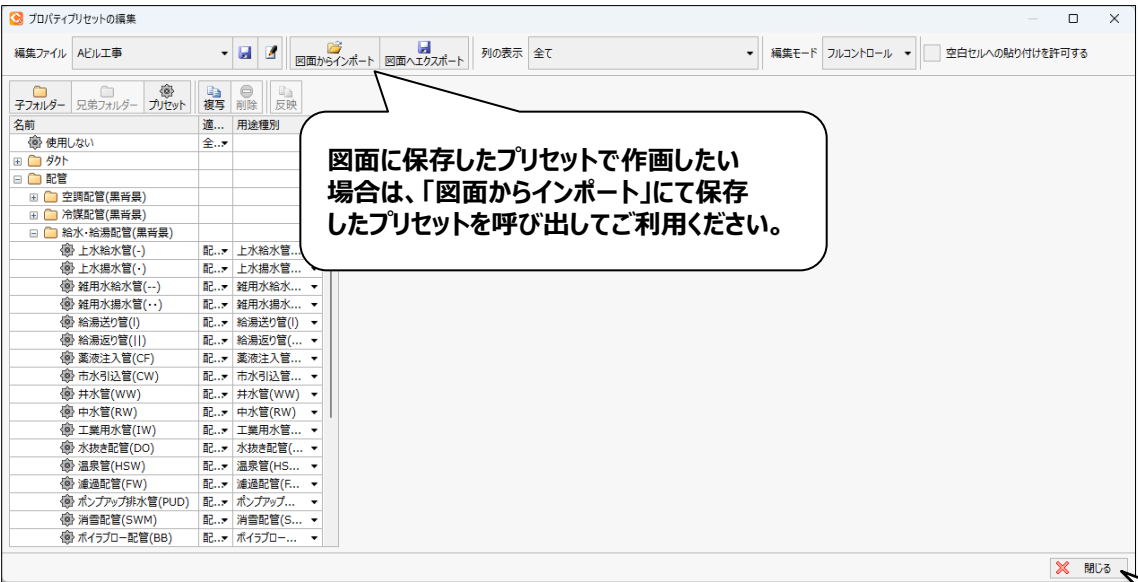 プロパティプリセットの編集
編集ファイル Aビル工事 図面からインポート 図面へエクスポート 列の表示 全て 編集モード フルコントロール 空白セルへの貼り付けを許可する
子フォルダー 兄弟フォルダー プリセット 複写 削除 反映
名前 適... 用途種別
使用しない 全...
ダクト
配管
空調配管(黒背景)
冷媒配管(黒背景)
給水・給湯配管(黒背景)
上水給水管(-) 配... 上水給水管...
上水揚水管(・) 配... 上水揚水管...
雑用水給水管(--) 配... 雑用水給水...
雑用水揚水管(・・) 配... 雑用水揚水...
給湯送り管(I) 配... 給湯送り管(I)
給湯返り管(||) 配... 給湯返り管(...
薬液注入管(CF) 配... 薬液注入管...
市水引込管(CW) 配... 市水引込管...
井水管(WW) 配... 井水管(WW)
中水管(RW) 配... 中水管(RW)
工業用水管(IW) 配... 工業用水管...
水抜き配管(DO) 配... 水抜き配管(...
温泉管(HSW) 配... 温泉管(HS...
濾過配管(FW) 配... 濾過配管(F...
ポンプアップ排水管(PUD) 配... ポンプアップ...
消雪配管(SWM) 配... 消雪配管(S...
ボイラブロー配管(BB) 配... ボイラブロー...
図面に保存したプリセットで作画したい
場合は、「図面からインポート」にて保存
したプリセットを呼び出してご利用ください。
閉じる